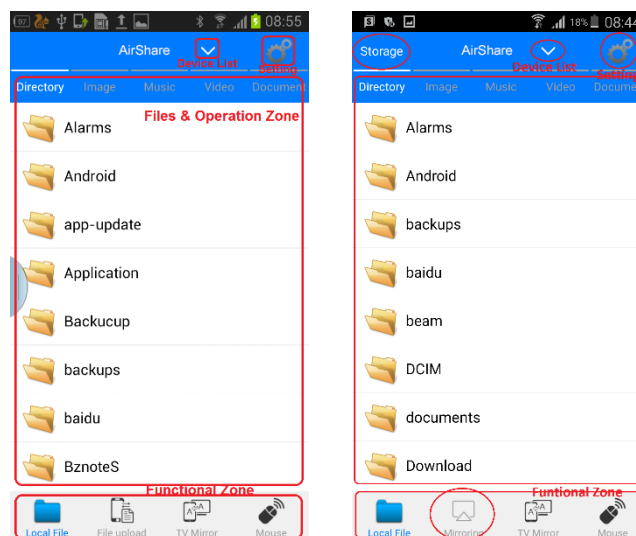 08:55
AirShare
Device List
Setting
Directory Image Music Video Document
Files & Operation Zone
Alarms
Android
app-update
Application
Backucup
backups
baidu
BznoteS
Functional Zone
Local File File upload TV Mirror Mouse
18% 08:44
Storage AirShare
Device List
Setting
Directory Image Music Video Docume
Alarms
Android
backups
baidu
beam
DCIM
documents
Download
Funtional Zone
Local File Mirroring TV Mirror Mouse